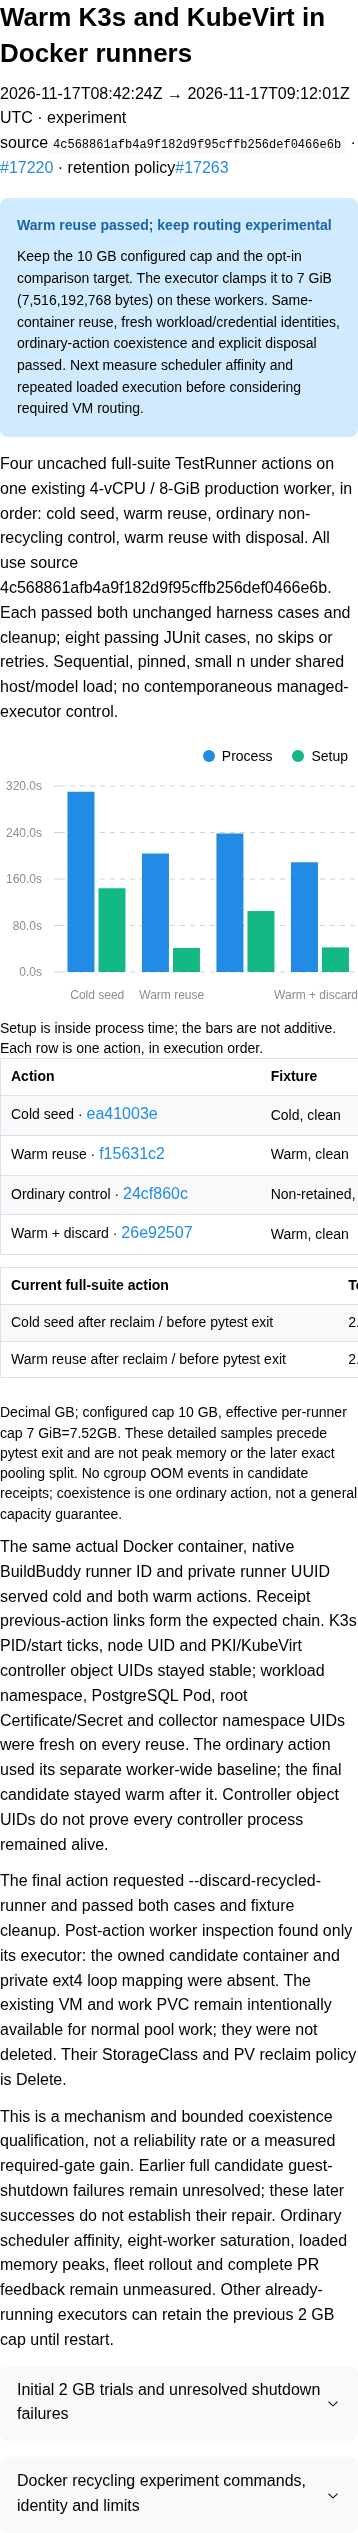 Warm K3s and KubeVirt in
Docker runners
2026-11-17T08:42:24Z → 2026-11-17T09:12:01Z
UTC · experiment
source 4c568861afb4a9f182d9f95cffb256def0466e6b ·
#17220 · retention policy#17263
Warm reuse passed; keep routing experimental
Keep the 10 GB configured cap and the opt-in
comparison target. The executor clamps it to 7 GiB
(7,516,192,768 bytes) on these workers. Same-
container reuse, fresh workload/credential identities,
ordinary-action coexistence and explicit disposal
passed. Next measure scheduler affinity and
repeated loaded execution before considering
required VM routing.
Four uncached full-suite TestRunner actions on
one existing 4-vCPU / 8-GiB production worker, in
order: cold seed, warm reuse, ordinary non-
recycling control, warm reuse with disposal. All
use source
4c568861afb4a9f182d9f95cffb256def0466e6b.
Each passed both unchanged harness cases and
cleanup; eight passing JUnit cases, no skips or
retries. Sequential, pinned, small n under shared
host/model load; no contemporaneous managed-
executor control.
Process Setup
320.0s
240.0s
160.0s
80.0s
0.0s
Cold seed Warm reuse Warm + discard
Setup is inside process time; the bars are not additive.
Each row is one action, in execution order.
Action Fixture
Cold seed · ea41003e Cold, clean
Warm reuse · f15631c2 Warm, clean
Ordinary control · 24cf860c Non-retained,
Warm + discard · 26e92507 Warm, clean
Current full-suite action
Cold seed after reclaim / before pytest exit 2.
Warm reuse after reclaim / before pytest exit 2.
Decimal GB; configured cap 10 GB, effective per-runner
cap 7 GiB=7.52GB. These detailed samples precede
pytest exit and are not peak memory or the later exact
pooling split. No cgroup OOM events in candidate
receipts; coexistence is one ordinary action, not a general
capacity guarantee.
The same actual Docker container, native
BuildBuddy runner ID and private runner UUID
served cold and both warm actions. Receipt
previous-action links form the expected chain. K3s
PID/start ticks, node UID and PKI/KubeVirt
controller object UIDs stayed stable; workload
namespace, PostgreSQL Pod, root
Certificate/Secret and collector namespace UIDs
were fresh on every reuse. The ordinary action
used its separate worker-wide baseline; the final
candidate stayed warm after it. Controller object
UIDs do not prove every controller process
remained alive.
The final action requested --discard-recycled-
runner and passed both cases and fixture
cleanup. Post-action worker inspection found only
its executor: the owned candidate container and
private ext4 loop mapping were absent. The
existing VM and work PVC remain intentionally
available for normal pool work; they were not
deleted. Their StorageClass and PV reclaim policy
is Delete.
This is a mechanism and bounded coexistence
qualification, not a reliability rate or a measured
required-gate gain. Earlier full candidate guest-
shutdown failures remain unresolved; these later
successes do not establish their repair. Ordinary
scheduler affinity, eight-worker saturation, loaded
memory peaks, fleet rollout and complete PR
feedback remain unmeasured. Other already-
running executors can retain the previous 2 GB
cap until restart.
Initial 2 GB trials and unresolved shutdown
failures
Docker recycling experiment commands,
identity and limits